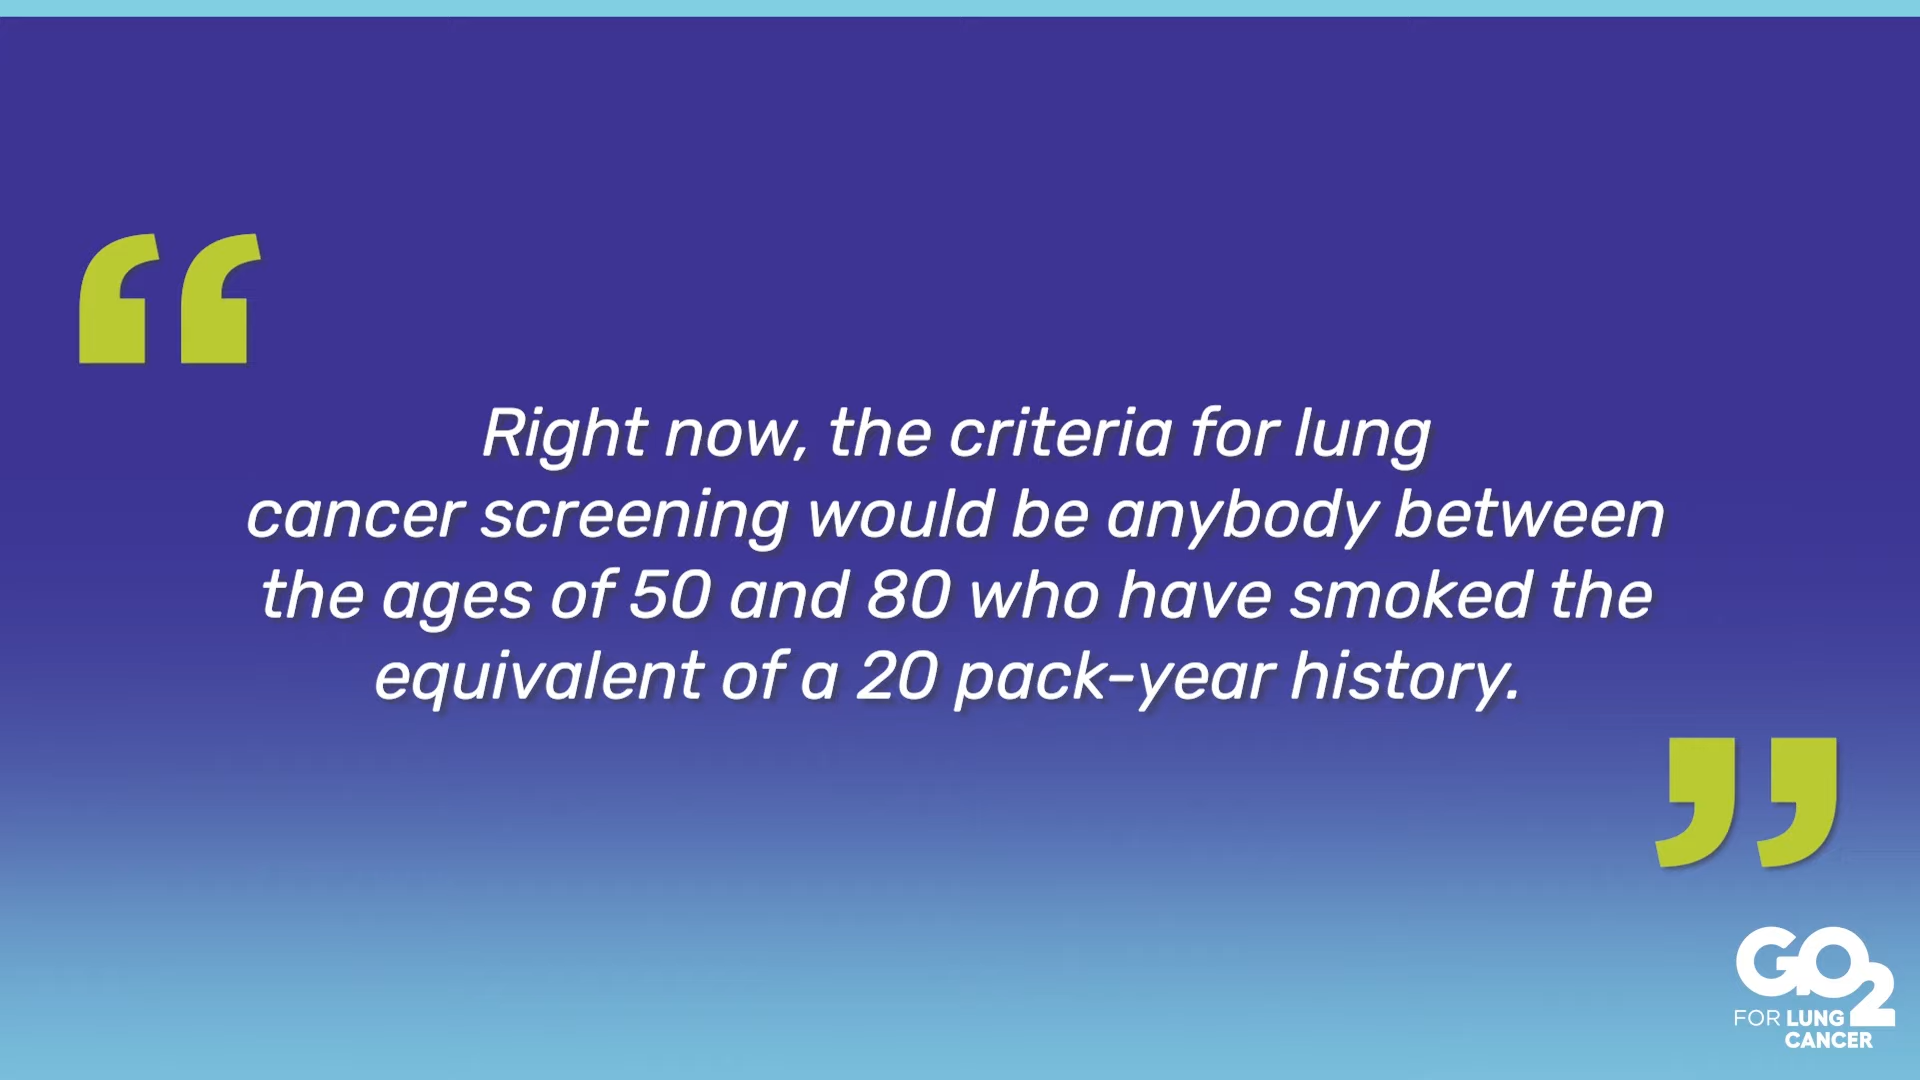 “
Right now, the criteria for lung
cancer screening would be anybody between
the ages of 50 and 80 who have smoked the
equivalent of a 20 pack-year history.
”
GO2
FOR LUNG
CANCER